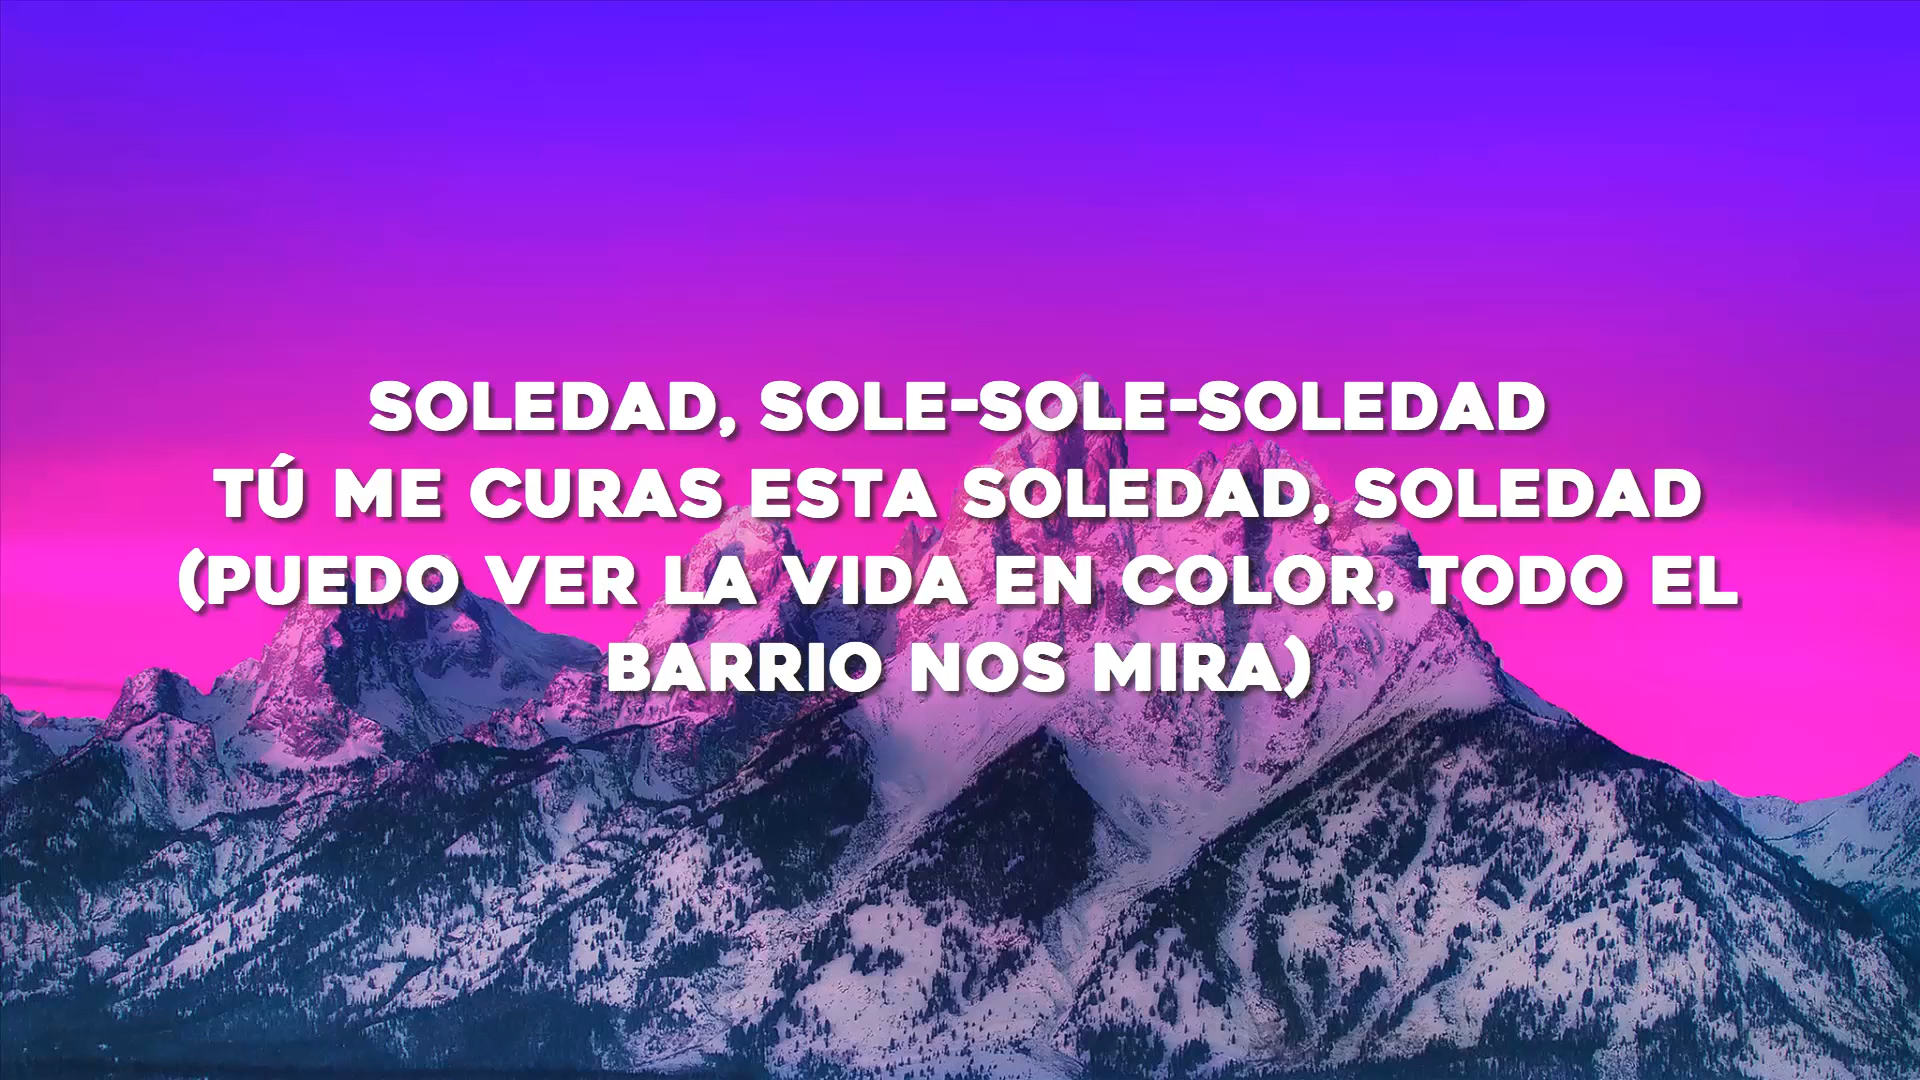 SOLEDAD, SOLE-SOLE-SOLEDAD
TÚ ME CURAS ESTA SOLEDAD, SOLEDAD
(PUEDO VER LA VIDA EN COLOR, TODO EL
BARRIO NOS MIRA)